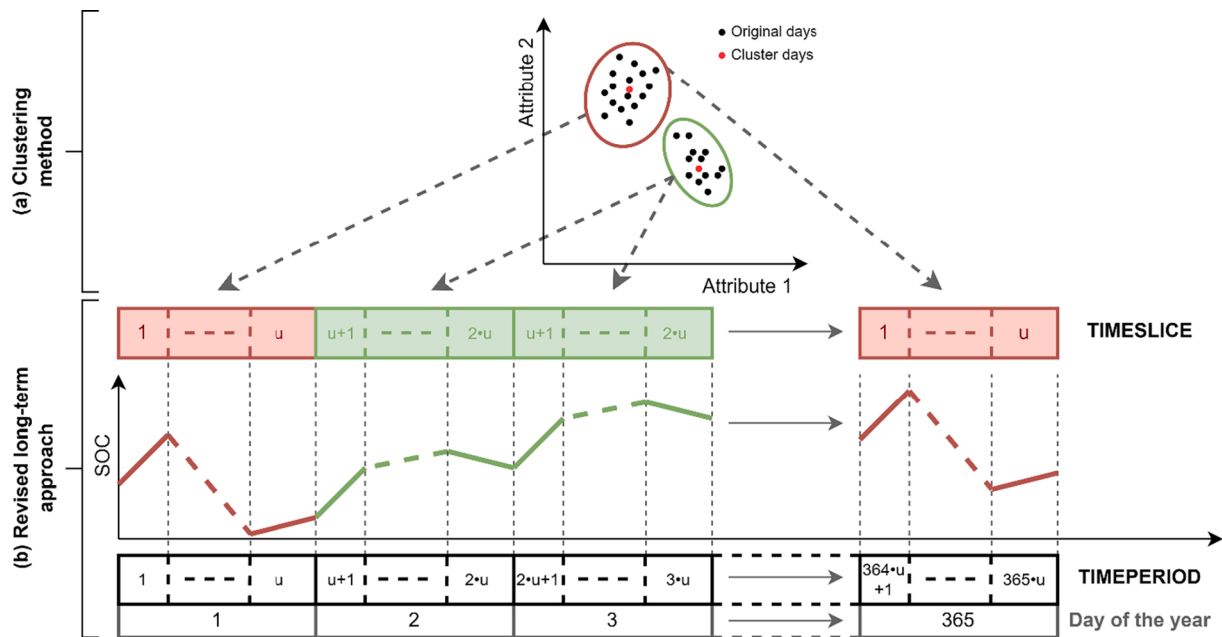 (a) Clustering
method
Attribute 2
Original days
Cluster days
Attribute 1
(b) Revised long-term
approach
1 u u+1 2•u u+1 2•u 1 u TIMESLICE
SOC
1 u u+1 2•u 2•u+1 3•u 364•u
+1 365•u TIMEPERIOD
1 2 3 365 Day of the year